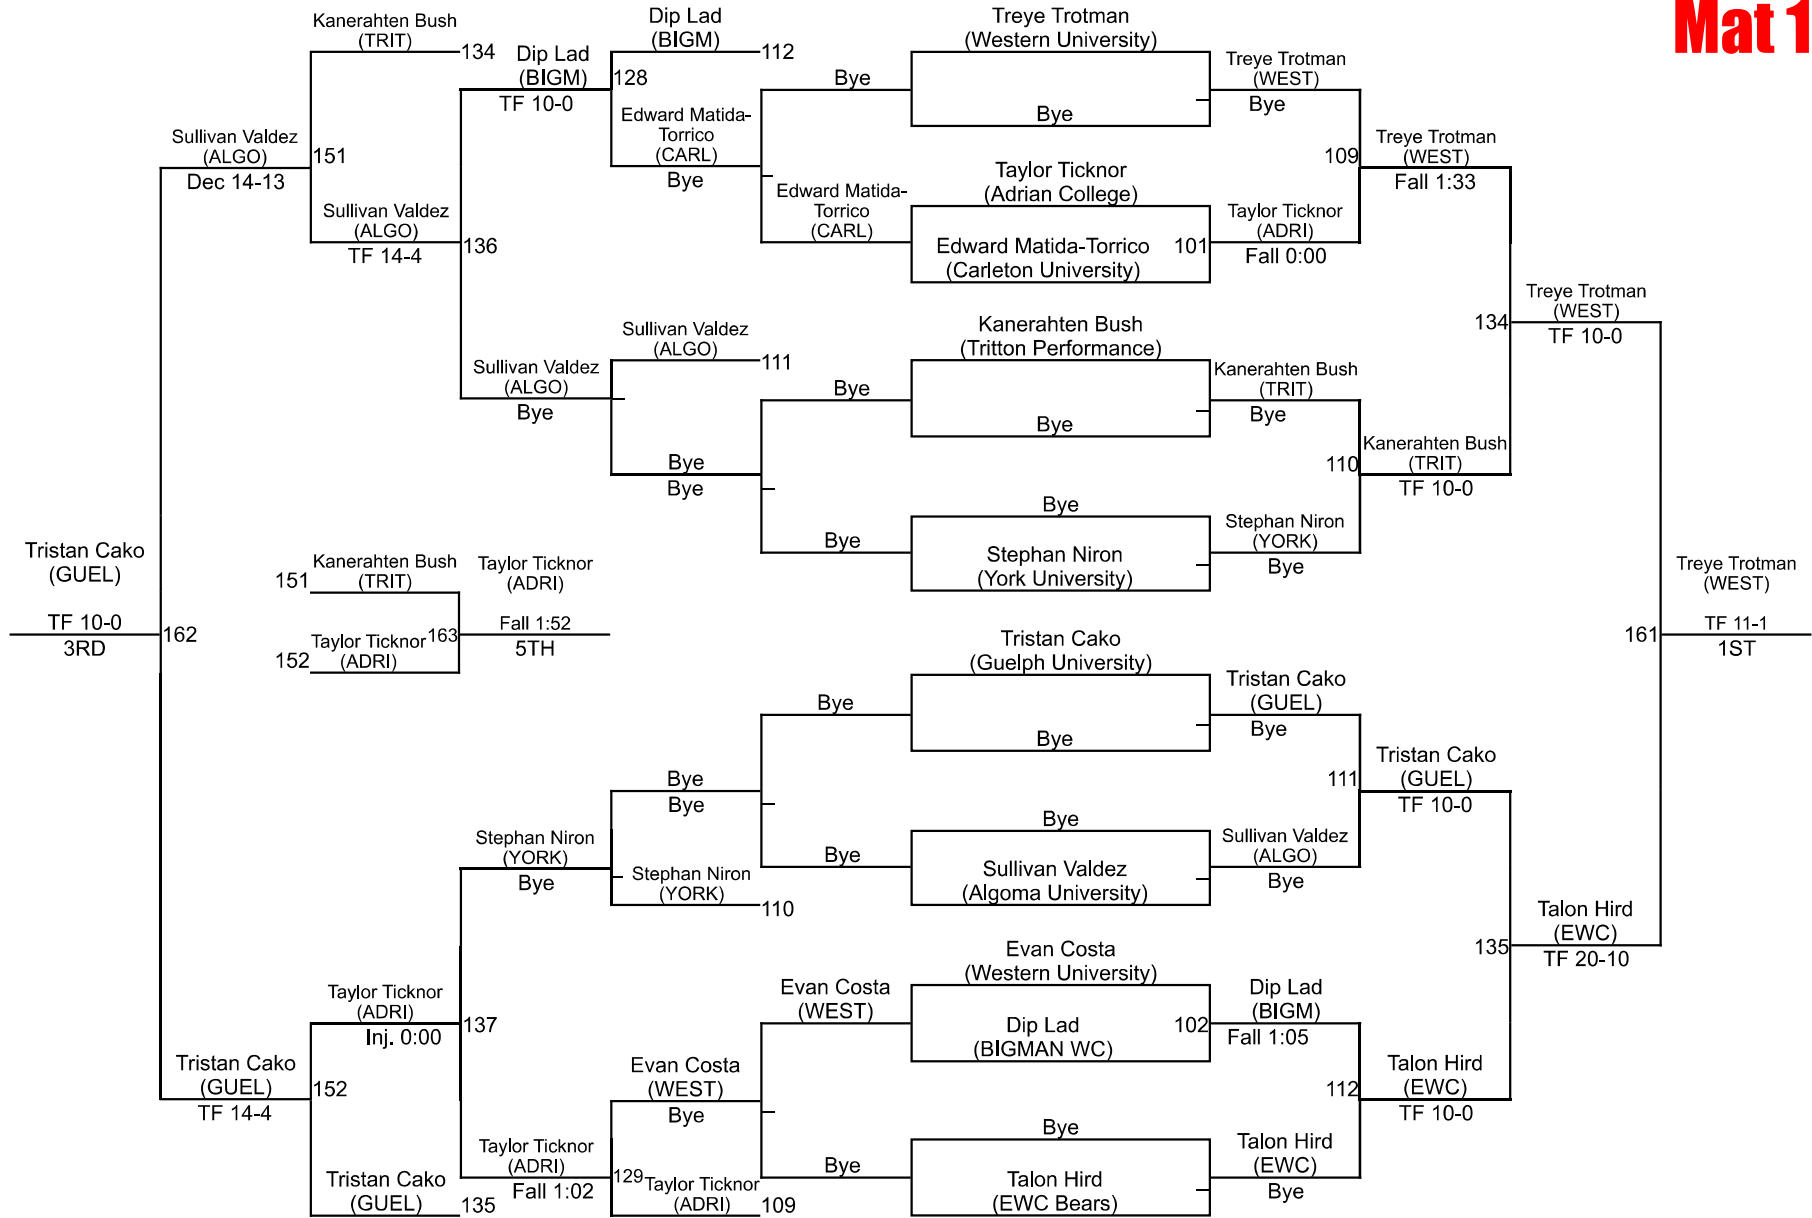 Mat 1
Kanerahten Bush
(TRIT)
134
Dip Lad
(BIGM)
TF 10-0
Dip Lad
(BIGM)
112
128
Edward Matida-
Torrico
(CARL)
Bye
Sullivan Valdez
(ALGO)
Dec 14-13
151
Sullivan Valdez
(ALGO)
TF 14-4
136
Sullivan Valdez
(ALGO)
Bye
Sullivan Valdez
(ALGO)
111
Bye
Bye
Bye
Edward Matida-
Torrico
(CARL)
Bye
Bye
Treye Trotman
(Western University)
Bye
Treye Trotman
(WEST)
Bye
Taylor Ticknor
(Adrian College)
Edward Matida-Torrico
(Carleton University)
101
Taylor Ticknor
(ADRI)
Fall 0:00
109
Treye Trotman
(WEST)
Fall 1:33
Kanerahten Bush
(Tritton Performance)
Bye
Kanerahten Bush
(TRIT)
Bye
Bye
Stephan Niron
(York University)
Stephan Niron
(YORK)
Bye
110
Kanerahten Bush
(TRIT)
TF 10-0
134
Treye Trotman
(WEST)
TF 10-0
Tristan Cako
(GUEL)
TF 10-0
3RD
162
151
Kanerahten Bush
(TRIT)
152
Taylor Ticknor
(ADRI)
163
Taylor Ticknor
(ADRI)
Fall 1:52
5TH
161
Treye Trotman
(WEST)
TF 11-1
1ST
Bye
Bye
Bye
Bye
Stephan Niron
(YORK)
Bye
Stephan Niron
(YORK)
110
Tristan Cako
(Guelph University)
Bye
Tristan Cako
(GUEL)
Bye
Bye
Sullivan Valdez
(Algoma University)
Sullivan Valdez
(ALGO)
Bye
111
Tristan Cako
(GUEL)
TF 10-0
135
Talon Hird
(EWC)
TF 20-10
Taylor Ticknor
(ADRI)
Inj. 0:00
137
Tristan Cako
(GUEL)
TF 14-4
152
Tristan Cako
(GUEL)
135
Taylor Ticknor
(ADRI)
Fall 1:02
129
Evan Costa
(WEST)
Bye
Taylor Ticknor
(ADRI)
109
Evan Costa
(WEST)
Bye
Evan Costa
(Western University)
Dip Lad
(BIGMAN WC)
102
Dip Lad
(BIGM)
Fall 1:05
Bye
Talon Hird
(EWC Bears)
Talon Hird
(EWC)
Bye
112
Talon Hird
(EWC)
TF 10-0